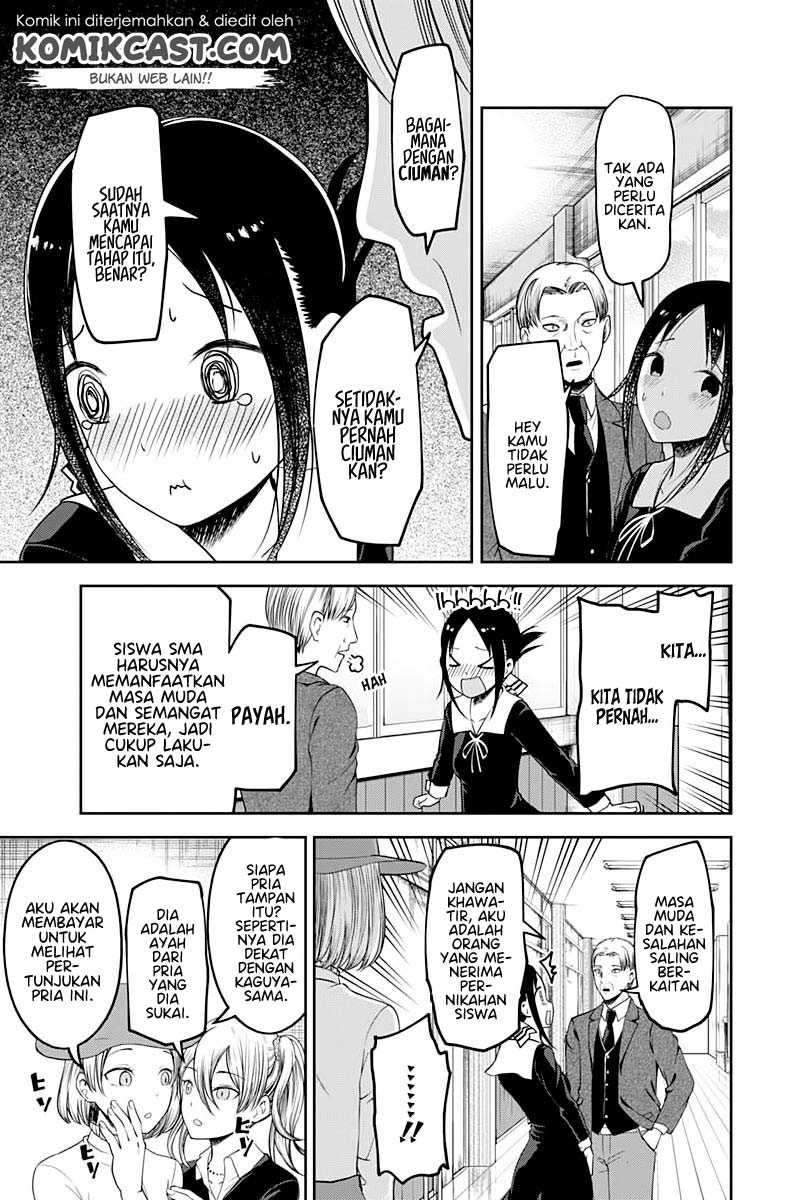 Komik ini diterjemahkan & diedit oleh
KOMIKCAST.COM
BUKAN WEB LAIN!!
TAK ADA
YANG
PERLU
DICERITA
KAN.
HEY
KAMU
TIDAK
PERLU
MALU.
BAGAI-
MANA
DENGAN
CIUMAN?
SUDAH
SAATNYA
KAMU
MENCAPAI
TAHAP ITU,
BENAR?
SETIDAK-
NYA KAMU
PERNAH
CIUMAN
KAN?
KITA...
KITA TIDAK
PERNAH...
HAH
PAYAH.
SISWA SMA
HARUSNYA
MEMANFAATKAN
MASA MUDA
DAN SEMANGAT
MEREKA, JADI
CUKUP LAKU-
KAN SAJA.
MASA
MUDA
DAN KE-
SALAHAN
SALING
BER-
KAITAN
JANGAN
KHAWA-
TIR, AKU
ADALAH
ORANG
YANG ME-
NERIMA
PER-
NIKAHAN
SISWA
......!!
SIAPA
PRIA
TAMPAN
ITU?
SEPERTI-
NYA DIA
DEKAT
DENGAN
KAGUYA-
SAMA.
DIA
ADALAH
AYAH
DARI
PRIA
YANG
DIA
SUKAI.
AKU AKAN
MEMBAYAR
UNTUK
MELIHAT
PER-
TUNJUKAN
PRIA INI.
ヒソ
ヒソ